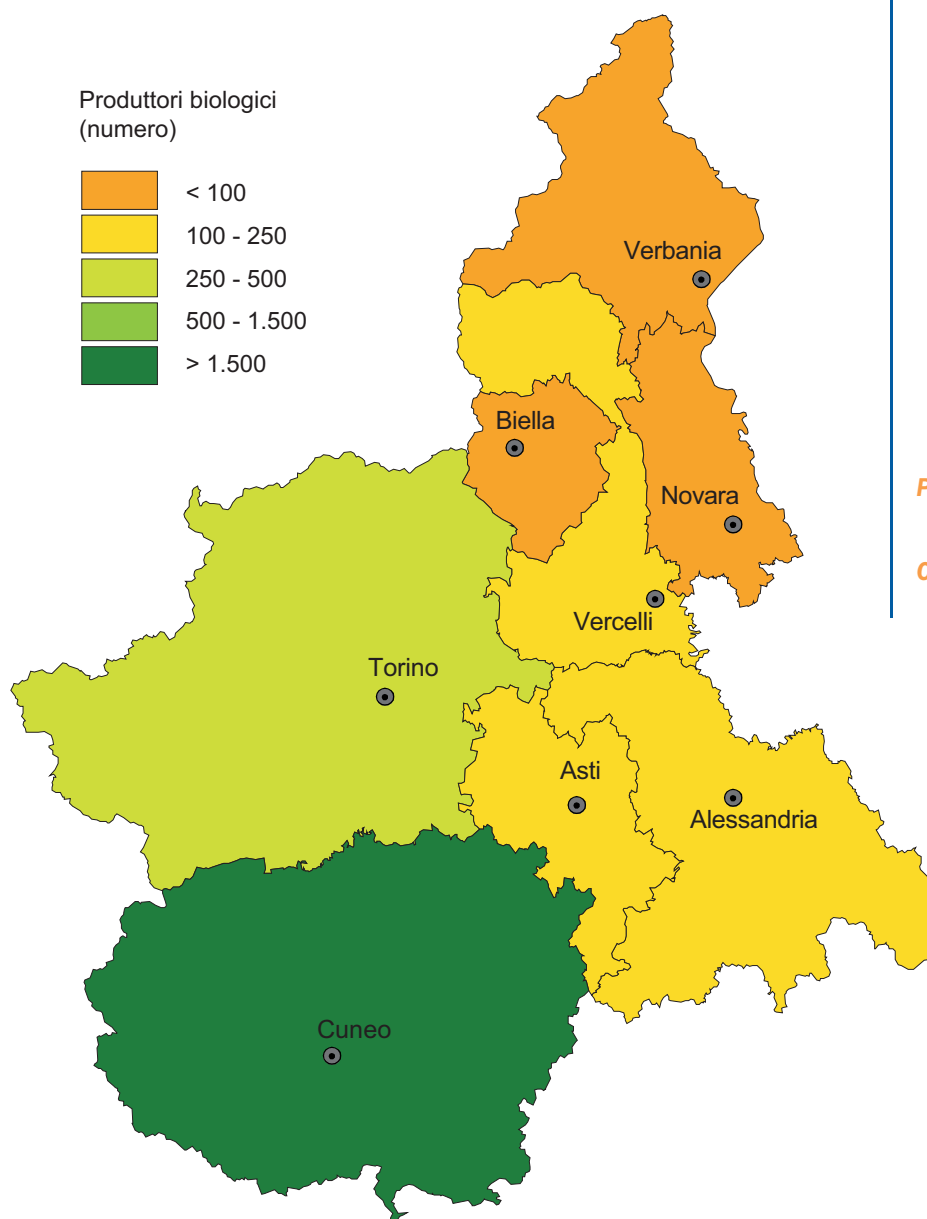 Produttori biologici
(numero)
< 100
100 - 250
250 - 500
500 - 1.500
> 1.500
Verbania
Biella
Novara
Vercelli
Torino
Asti
Alessandria
Cuneo